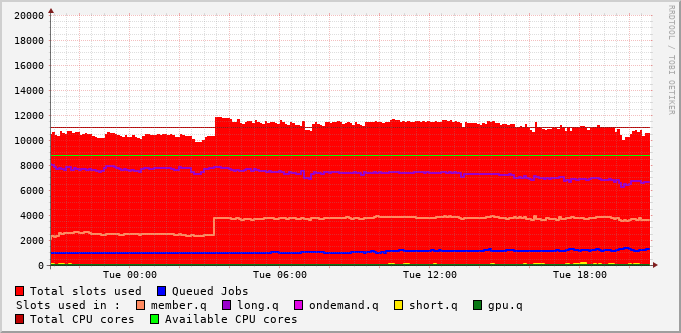 RRDTOOL / TOBI OETIKER
20000
18000
16000
14000
12000
10000
8000
6000
4000
2000
0
Tue 00:00 Tue 06:00 Tue 12:00 Tue 18:00
Total slots used Queued Jobs
Slots used in : member.q long.q ondemand.q short.q gpu.q
Total CPU cores Available CPU cores